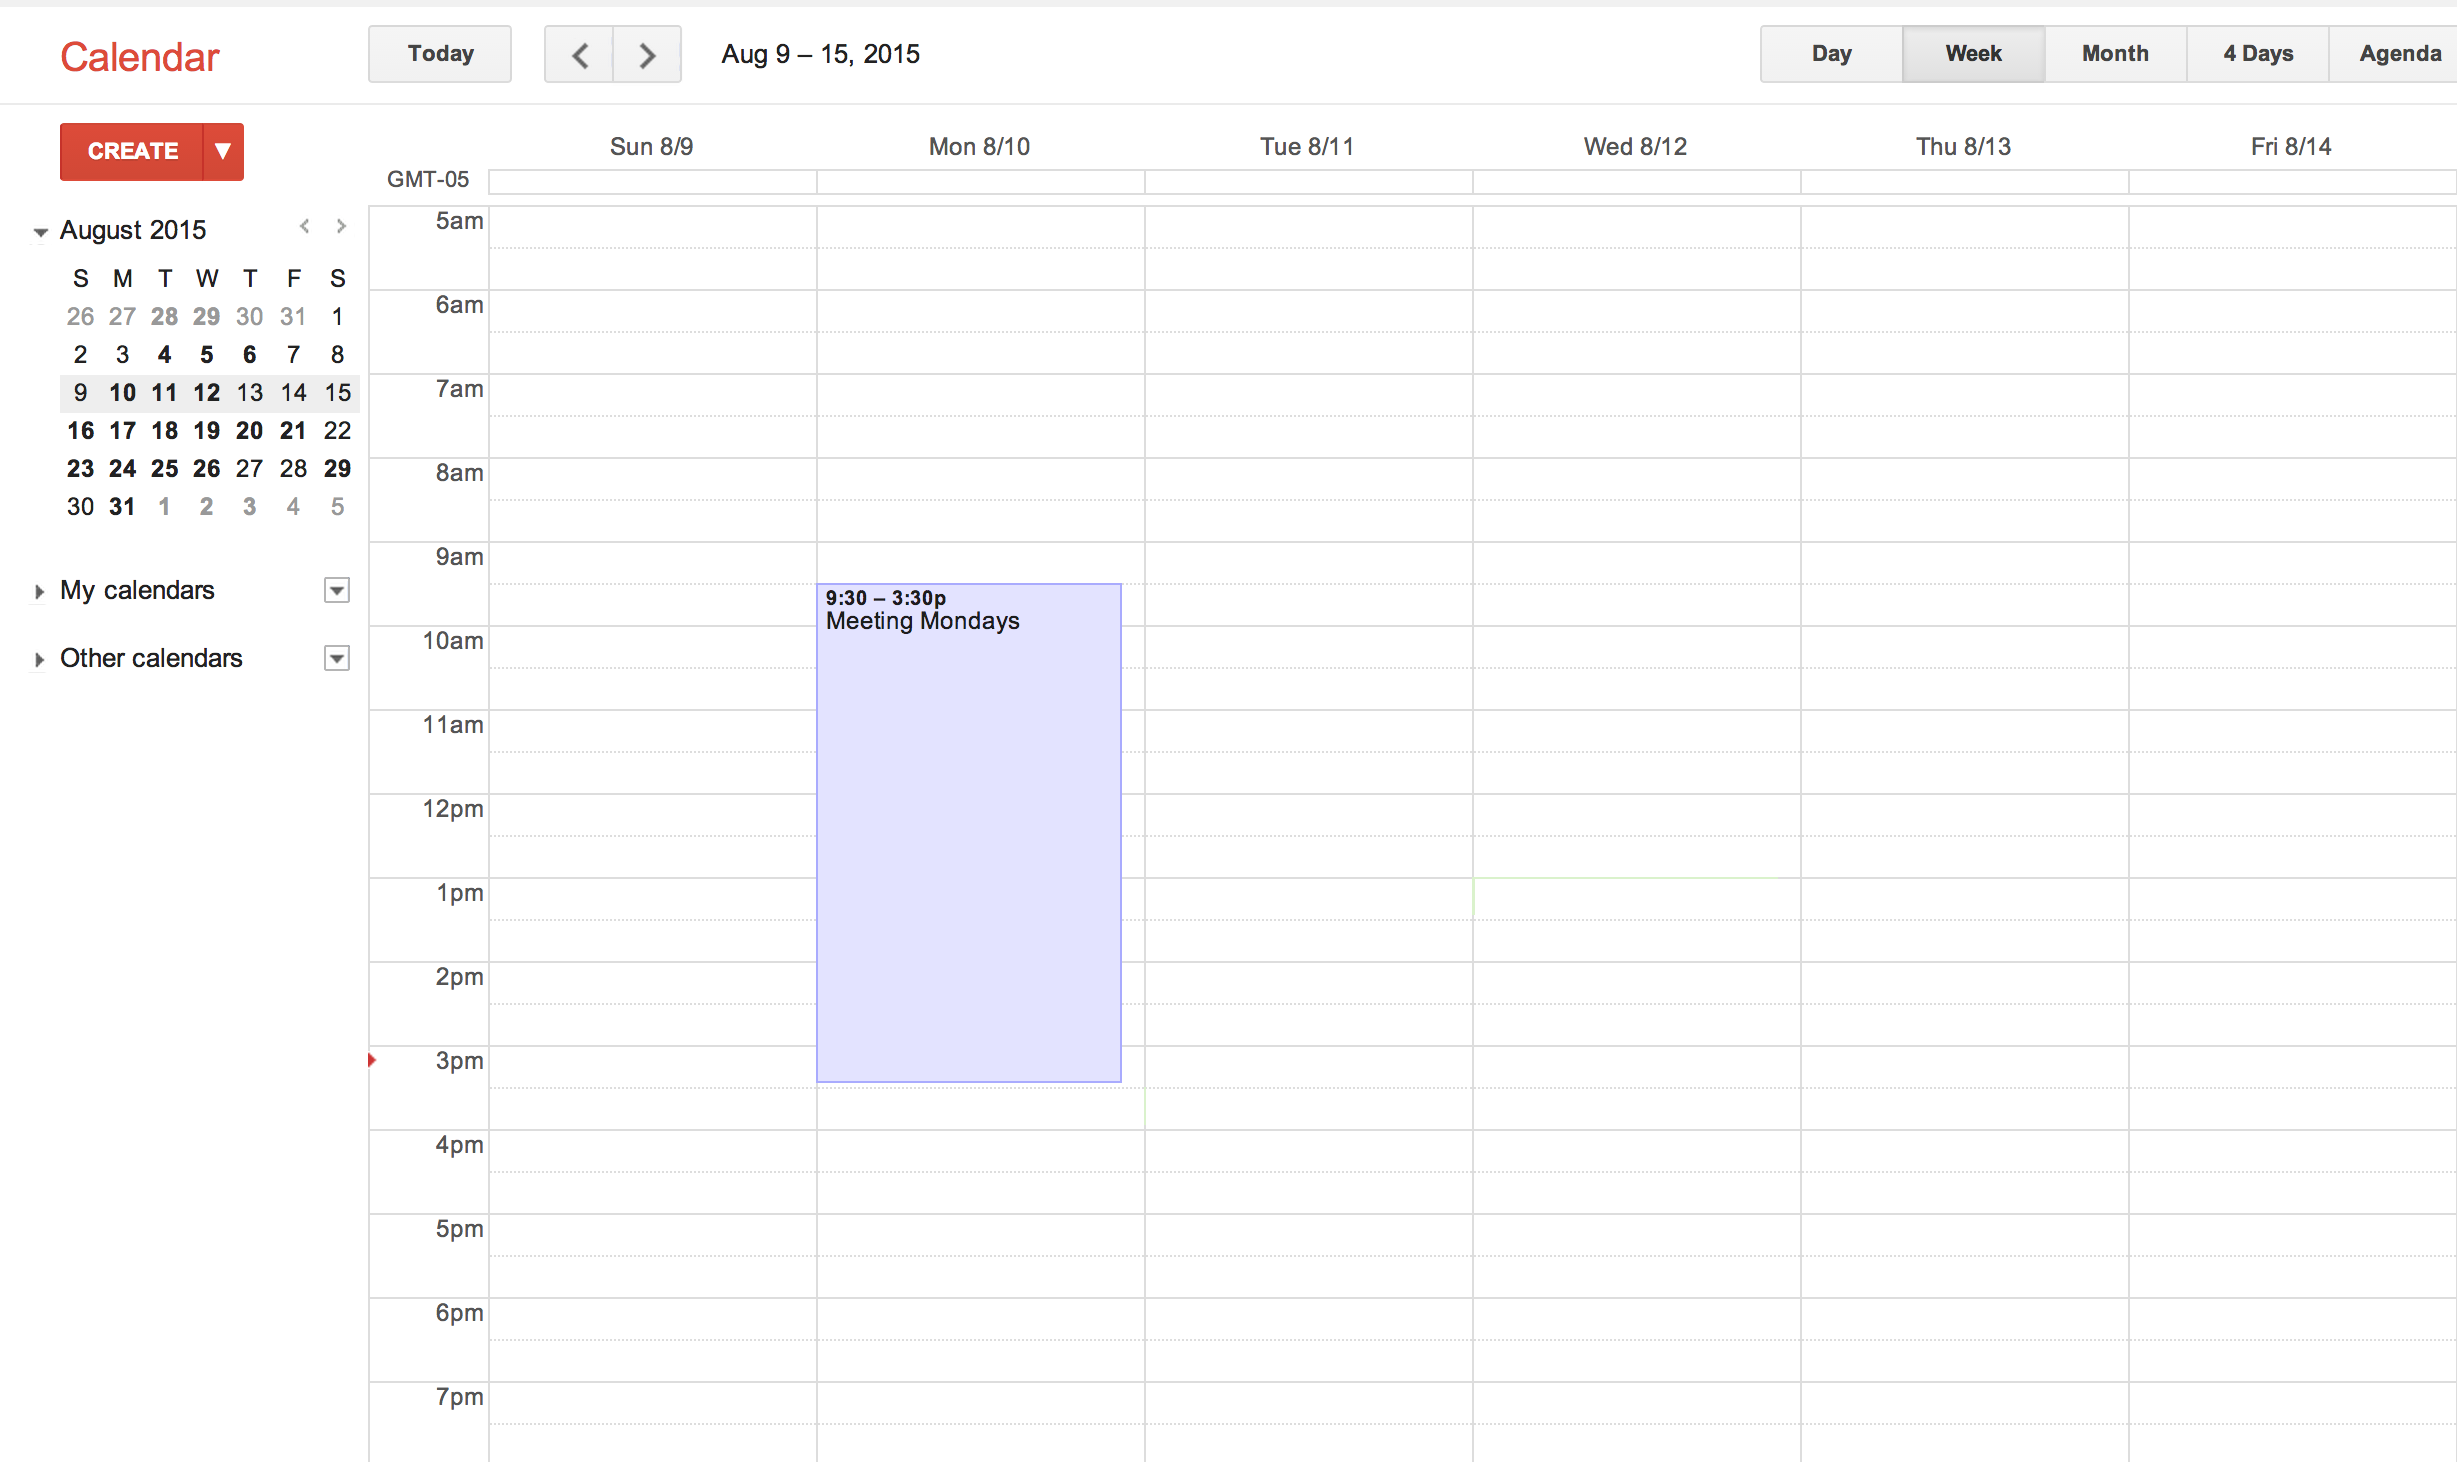 Calendar
Today
Aug 9 – 15, 2015
Day Week Month 4 Days Agenda
CREATE
August 2015
S M T W T F S
26 27 28 29 30 31 1
2 3 4 5 6 7 8
9 10 11 12 13 14 15
16 17 18 19 20 21 22
23 24 25 26 27 28 29
30 31 1 2 3 4 5
My calendars
Other calendars
Sun 8/9 Mon 8/10 Tue 8/11 Wed 8/12 Thu 8/13 Fri 8/14
GMT-05
5am
6am
7am
8am
9am
9:30 – 3:30p
Meeting Mondays
10am
11am
12pm
1pm
2pm
3pm
4pm
5pm
6pm
7pm